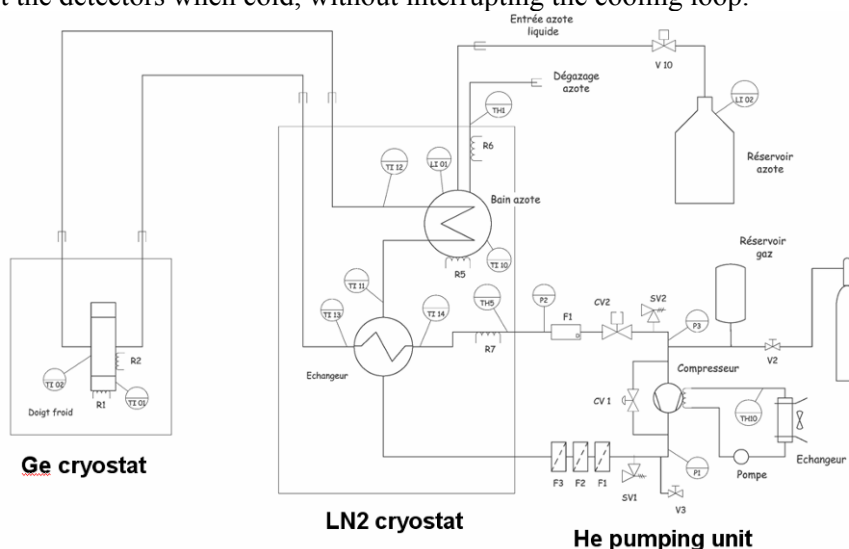 t the detectors when cold, without interrupting the cooling loop.
Entrée azote
liquide
V 10
Dégazage
azote
TH1
LI 02
R6
TI 12
LI 01
Réservoir
azote
Bain azote
TI 10
R5
Réservoir
gaz
TI 11
TH5
P2
F1
CV2
SV2
TI 13
TI 14
P3
R7
V2
Echangeur
Compresseur
R2
TI 02
R1
TI 01
Doigt froid
CV 1
TH10
P1
Pompe
Echangeur
F3
F2
F1
SV1
V3
Ge cryostat
LN2 cryostat
He pumping unit